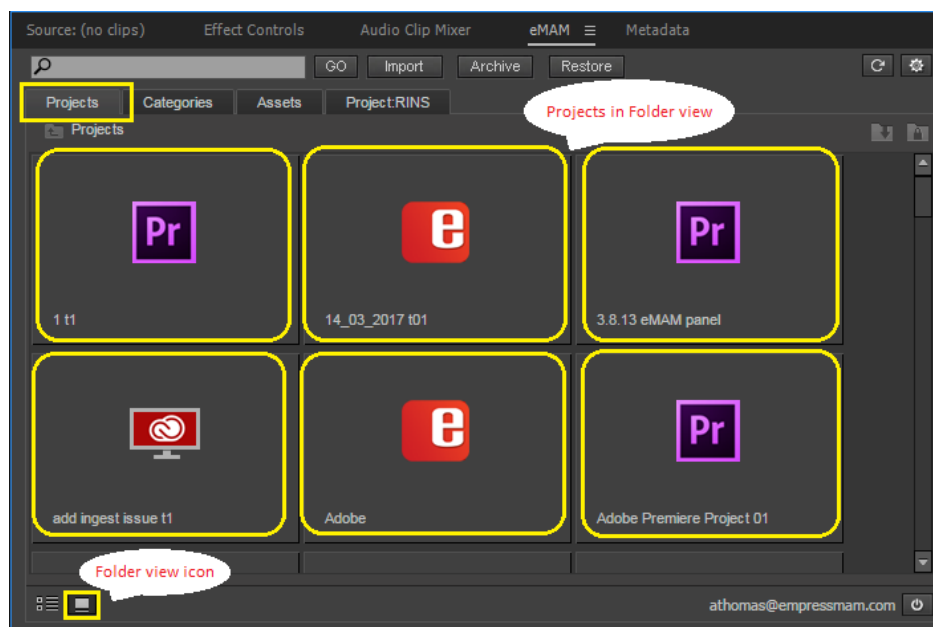 Source: (no clips) Effect Controls Audio Clip Mixer eMAM Metadata
GO Import Archive Restore
Projects Categories Assets Project:RINS
Projects in Folder view
Projects
Pr e Pr
1 t1 14_03_2017 t01 3.8.13 eMAM panel
e Pr
add ingest issue t1 Adobe Adobe Premiere Project 01
Folder view icon
athomas@empressmam.com